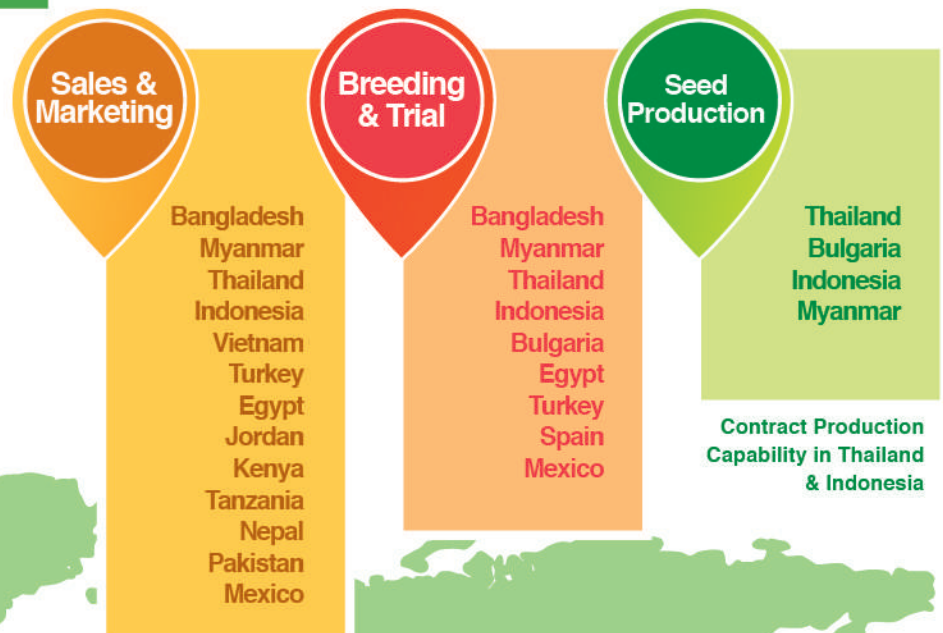 Sales &
Marketing
Bangladesh
Myanmar
Thailand
Indonesia
Vietnam
Turkey
Egypt
Jordan
Kenya
Tanzania
Nepal
Pakistan
Mexico
Breeding
& Trial
Bangladesh
Myanmar
Thailand
Indonesia
Bulgaria
Egypt
Turkey
Spain
Mexico
Seed
Production
Thailand
Bulgaria
Indonesia
Myanmar
Contract Production
Capability in Thailand
& Indonesia